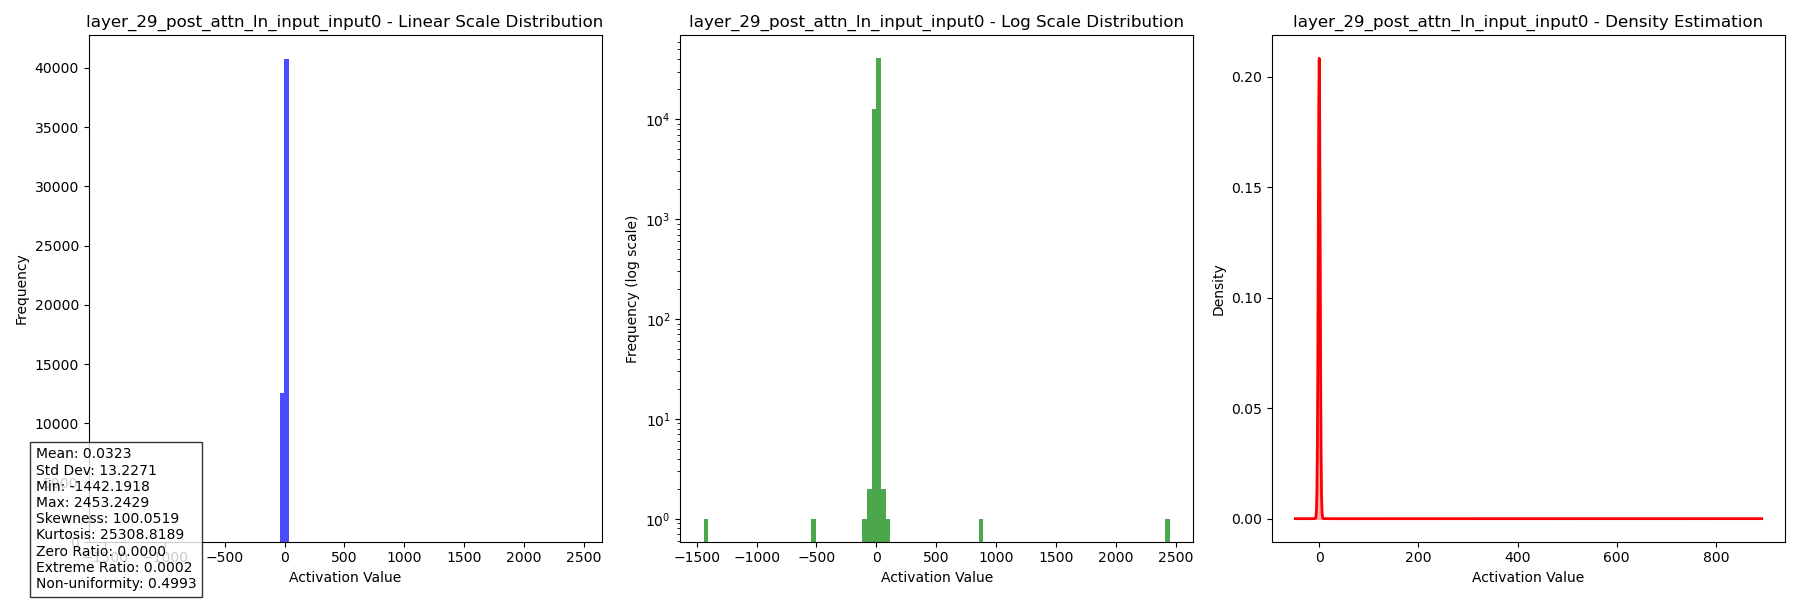 layer_29_post_attn_ln_input_input0 - Linear Scale Distribution
40000
35000
30000
25000
20000
15000
10000
5000
0
Frequency
−500
0
500
1000
1500
2000
2500
Activation Value
Mean: 0.0323
Std Dev: 13.2271
Min: -1442.1918
Max: 2453.2429
Skewness: 100.0519
Kurtosis: 25308.8189
Zero Ratio: 0.0000
Extreme Ratio: 0.0002
Non-uniformity: 0.4993
layer_29_post_attn_ln_input_input0 - Log Scale Distribution
10^4
10^3
10^2
10^1
10^0
Frequency (log scale)
−1500
−1000
−500
0
500
1000
1500
2000
2500
Activation Value
layer_29_post_attn_ln_input_input0 - Density Estimation
0.20
0.15
0.10
0.05
0.00
Density
0
200
400
600
800
Activation Value